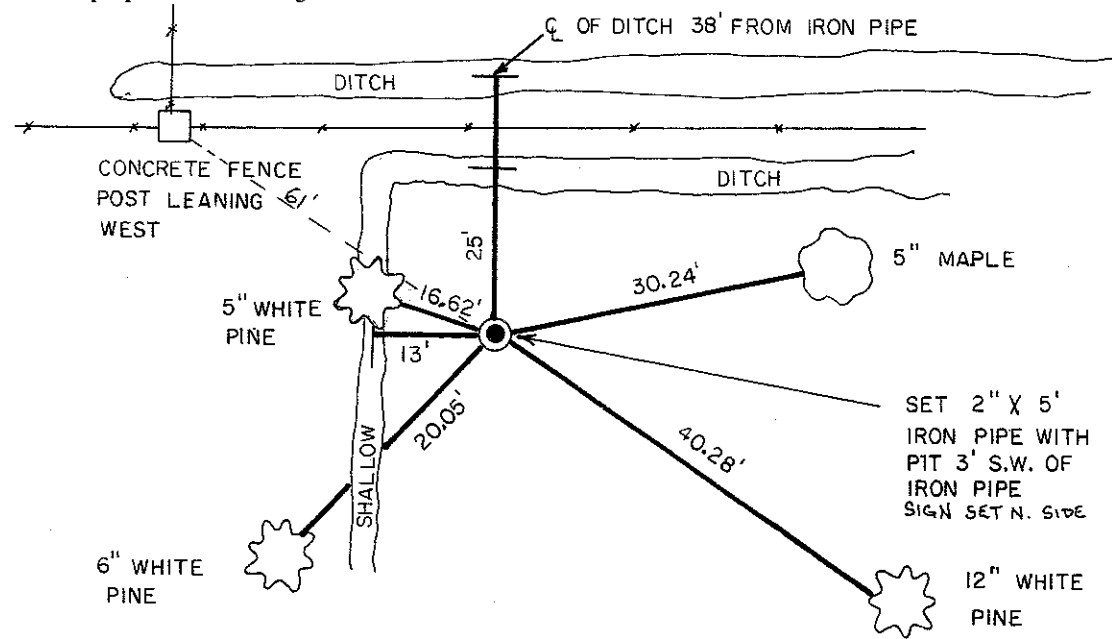 ℄ OF DITCH 38' FROM IRON PIPE
DITCH
CONCRETE FENCE
POST LEANING
WEST
61'
DITCH
25'
5" MAPLE
30.24'
16.62'
5" WHITE
PINE
13'
20.05'
40.28'
SET 2" X 5'
IRON PIPE WITH
PIT 3' S.W. OF
IRON PIPE
SIGN SET N. SIDE
SHALLOW
6" WHITE
PINE
12" WHITE
PINE